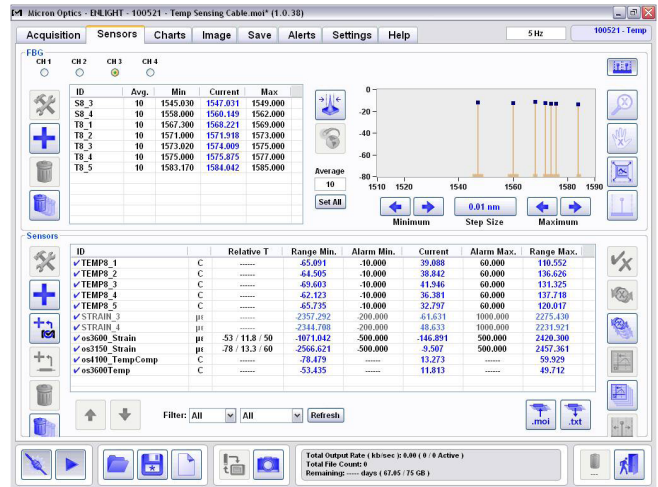 Micron Optics - ENLIGHT - 100521 - Temp Sensing Cable.moi* (1.0.38)
Acquisition Sensors Charts Image Save Alerts Settings Help 5 Hz 100521 - Temp
FBG
CH 1 CH 2 CH 3 CH 4
ID Avg. Min Current Max
S8_3 10 1545.030 1547.031 1549.000
S8_4 10 1558.000 1560.149 1562.000
T8_1 10 1567.300 1568.221 1569.000
T8_2 10 1571.000 1571.918 1573.000
T8_3 10 1573.020 1574.009 1575.000
T8_4 10 1575.000 1575.875 1577.000
T8_5 10 1583.170 1584.042 1585.000
Average
10
Set All
0
-20
-40
-60
-80
1510 1520 1540 1560 1580 1590
0.01 nm
Minimum Step Size Maximum
Sensors
ID Relative T Range Min. Alarm Min. Current Alarm Max. Range Max.
TEMP8_1 C ------ -65.091 -10.000 39.088 60.000 110.552
TEMP8_2 C ------ -64.505 -10.000 38.842 60.000 136.626
TEMP8_3 C ------ -69.603 -10.000 41.946 60.000 131.325
TEMP8_4 C ------ -62.123 -10.000 36.381 60.000 137.718
TEMP8_5 C ------ -65.735 -10.000 32.797 60.000 120.017
STRAIN_3 µε ------ -2357.292 -200.000 -61.631 1000.000 2275.430
STRAIN_4 µε ------ -2344.708 -200.000 48.633 1000.000 2231.921
os3600_Strain µε -53 / 11.8 / 50 -1071.042 -500.000 -146.891 500.000 2420.300
os3150_Strain µε -78 / 13.3 / 60 -2566.621 -500.000 -9.507 500.000 2457.361
os4100_TempComp C ------ -78.479 ------ 13.273 ------ 59.929
os3600Temp C ------ -53.435 ------ 11.813 ------ 49.712
Filter: All All Refresh
.moi .txt
Total Output Rate ( kb/sec ): 0.00 ( 0 / 0 Active )
Total File Count: 0
Remaining: ----- days ( 67.05 / 75 GB )